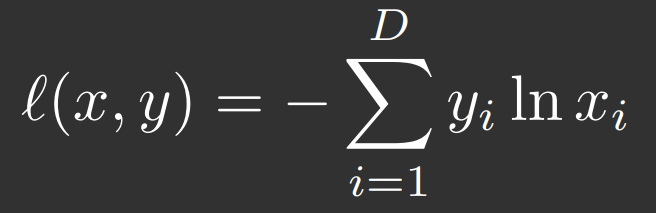 ℓ(x, y) = − ∑_{i=1}^{D} y_i ln x_i